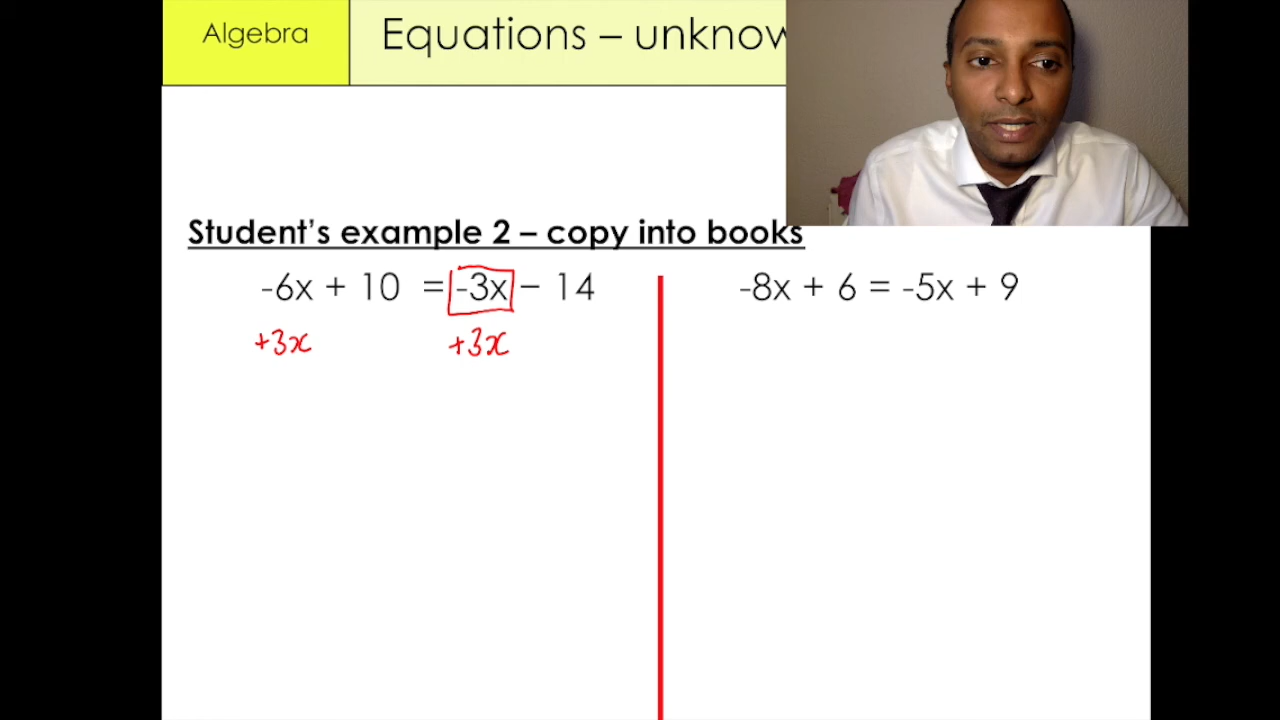 Algebra
Equations – unknow
Student's example 2 – copy into books
-6x + 10 = -3x − 14
+3x +3x
-8x + 6 = -5x + 9